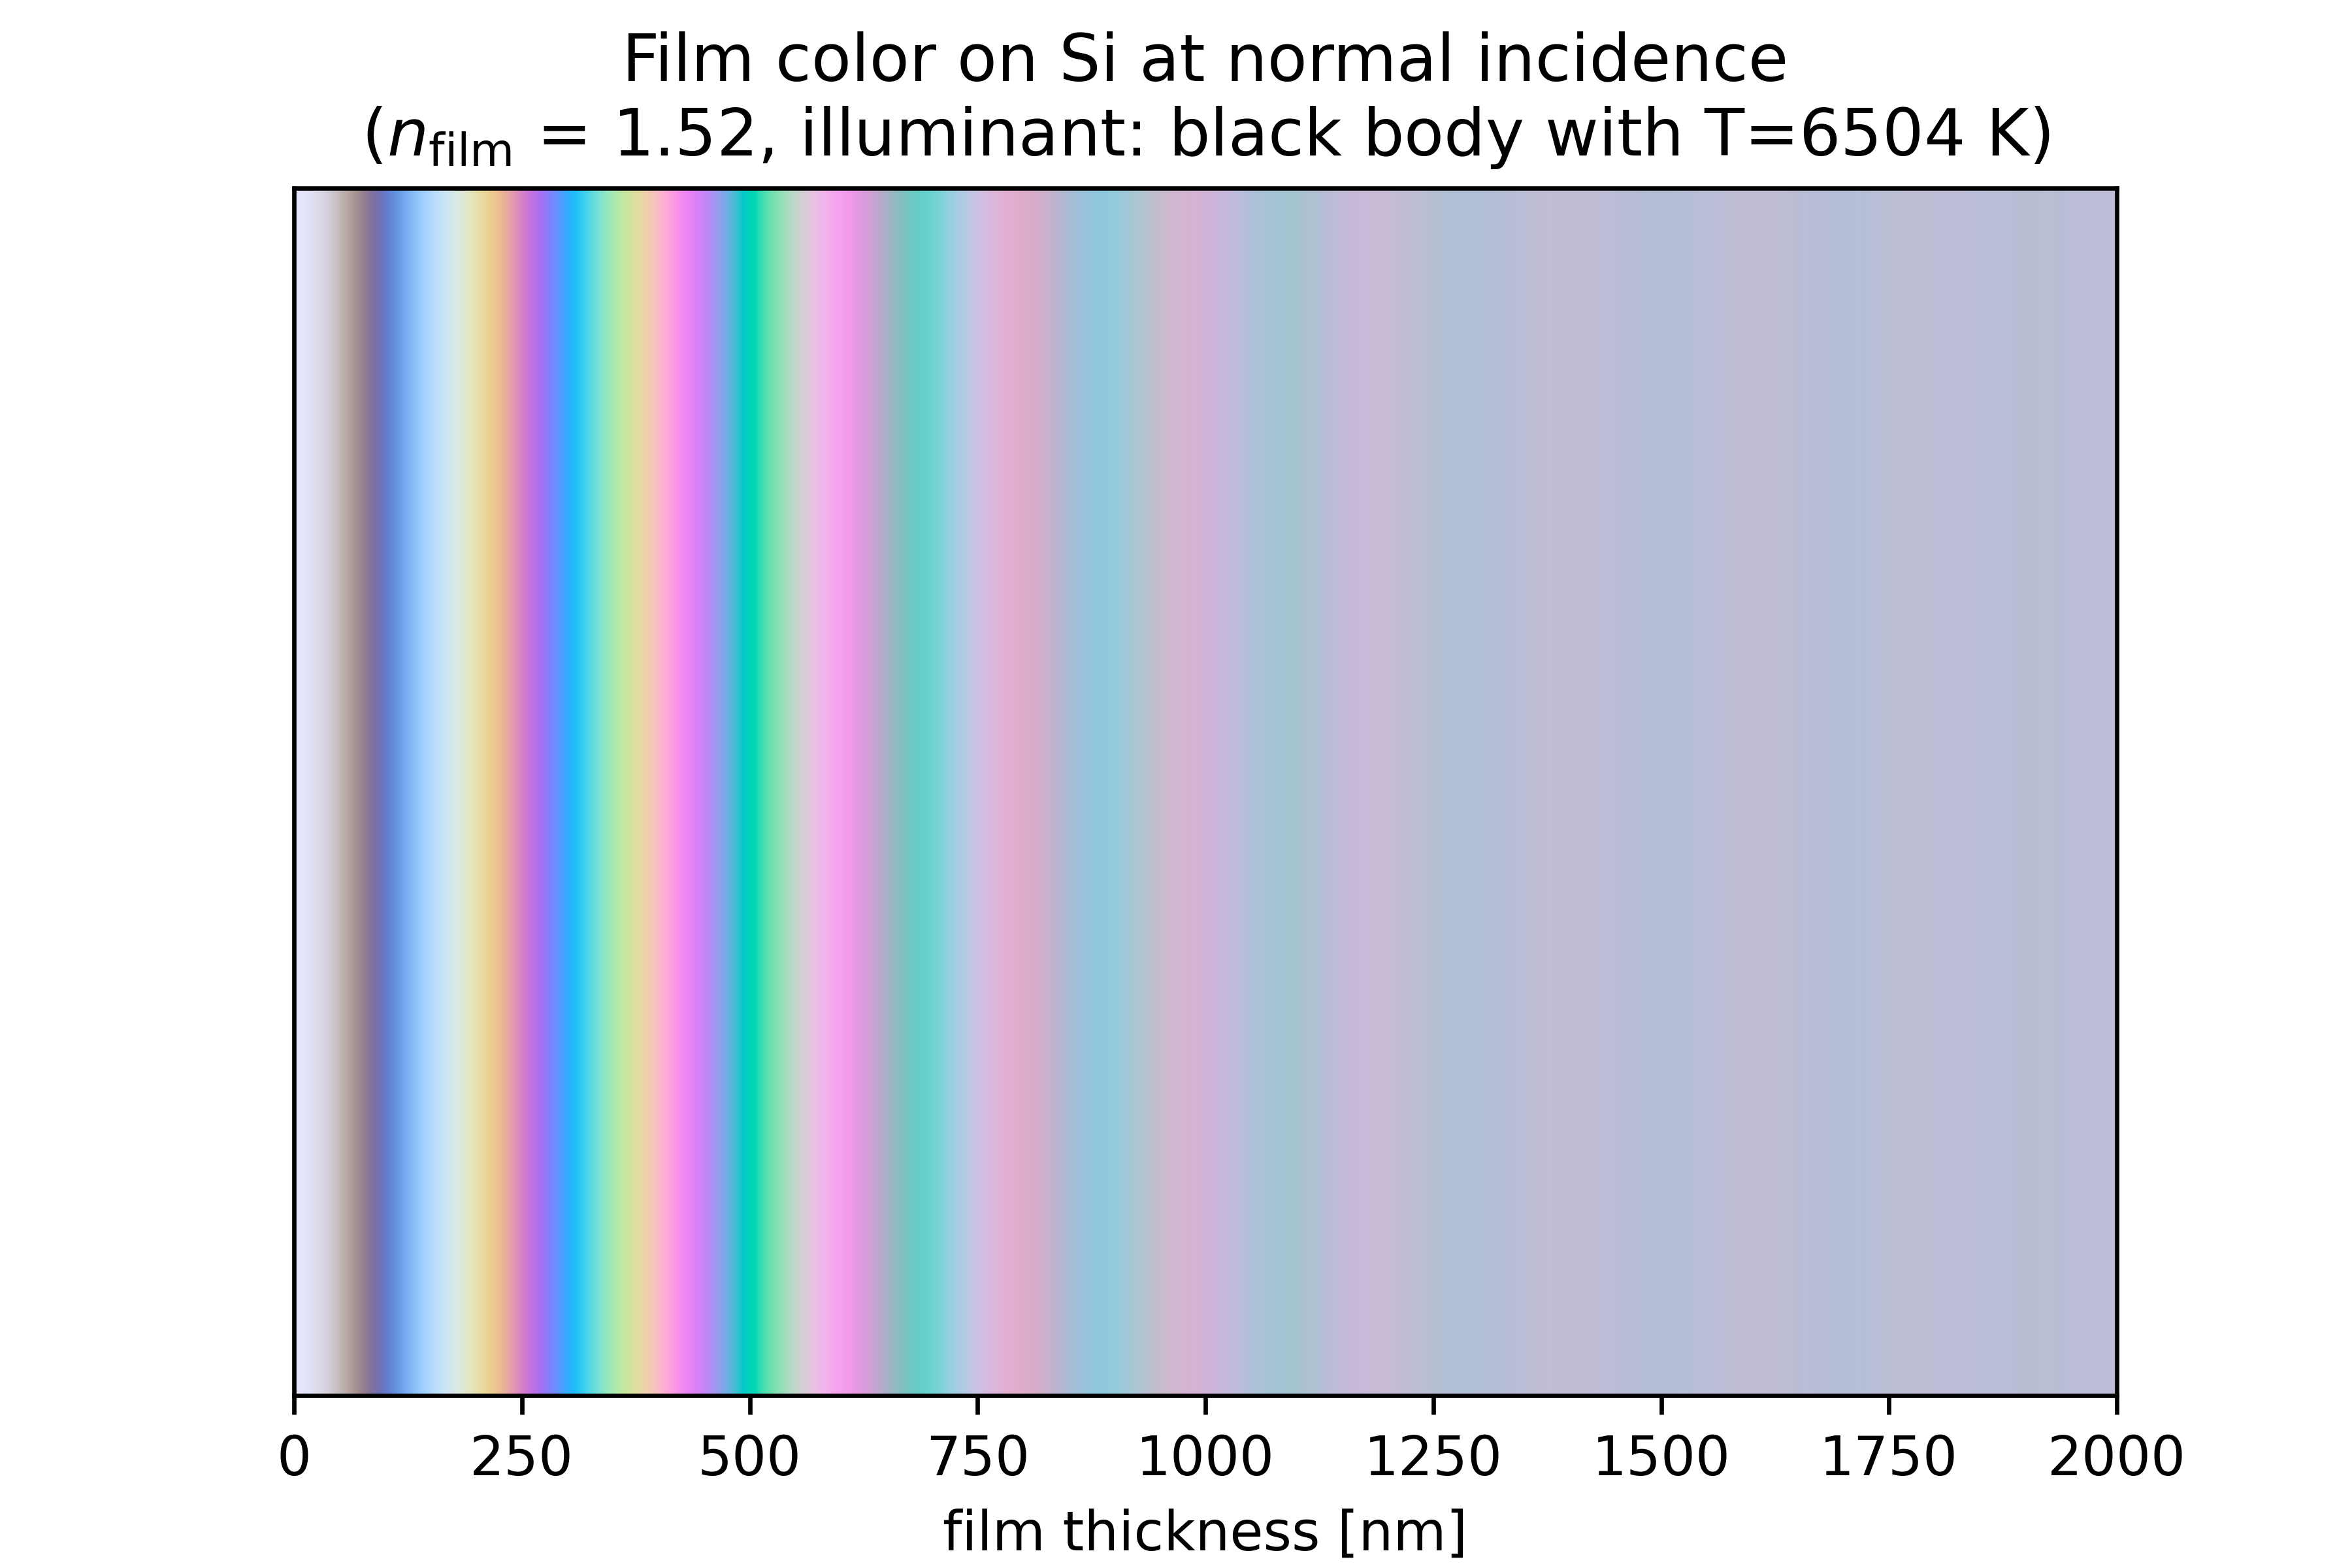 Film color on Si at normal incidence
(n_film = 1.52, illuminant: black body with T=6504 K)
0 250 500 750 1000 1250 1500 1750 2000
film thickness [nm]